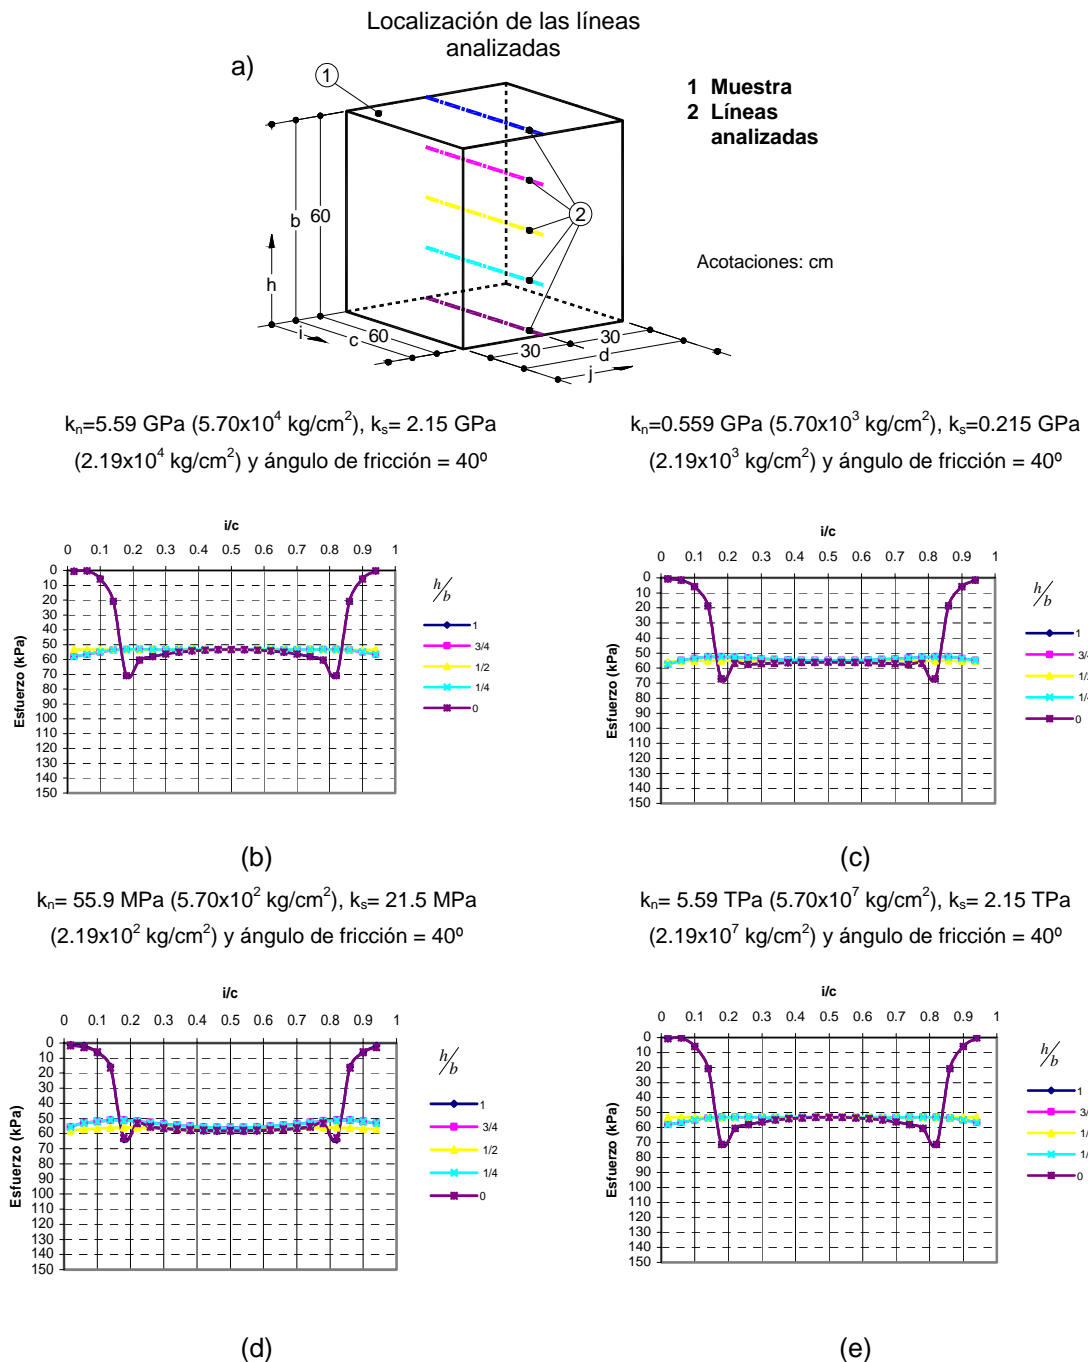 Localización de las líneas
analizadas
a)
1
1 Muestra
2 Líneas
analizadas
b 60
2
h
Acotaciones: cm
i
c
60
30
30
d
j
kn=5.59 GPa (5.70x10^4 kg/cm^2), ks= 2.15 GPa
(2.19x10^4 kg/cm^2) y ángulo de fricción = 40º
kn=0.559 GPa (5.70x10^3 kg/cm^2), ks=0.215 GPa
(2.19x10^3 kg/cm^2) y ángulo de fricción = 40º
i/c
0 0.1 0.2 0.3 0.4 0.5 0.6 0.7 0.8 0.9 1
Esfuerzo (kPa)
0
10
20
30
40
50
60
70
80
90
100
110
120
130
140
150
h/b
1
3/4
1/2
1/4
0
(b)
i/c
0 0.1 0.2 0.3 0.4 0.5 0.6 0.7 0.8 0.9 1
Esfuerzo (kPa)
0
10
20
30
40
50
60
70
80
90
100
110
120
130
140
150
h/b
1
3/4
1/2
1/4
0
(c)
kn= 55.9 MPa (5.70x10^2 kg/cm^2), ks= 21.5 MPa
(2.19x10^2 kg/cm^2) y ángulo de fricción = 40º
kn= 5.59 TPa (5.70x10^7 kg/cm^2), ks= 2.15 TPa
(2.19x10^7 kg/cm^2) y ángulo de fricción = 40º
i/c
0 0.1 0.2 0.3 0.4 0.5 0.6 0.7 0.8 0.9 1
Esfuerzo (kPa)
0
10
20
30
40
50
60
70
80
90
100
110
120
130
140
150
h/b
1
3/4
1/2
1/4
0
(d)
i/c
0 0.1 0.2 0.3 0.4 0.5 0.6 0.7 0.8 0.9 1
Esfuerzo (kPa)
0
10
20
30
40
50
60
70
80
90
100
110
120
130
140
150
h/b
1
3/
1/
1/
0
(e)